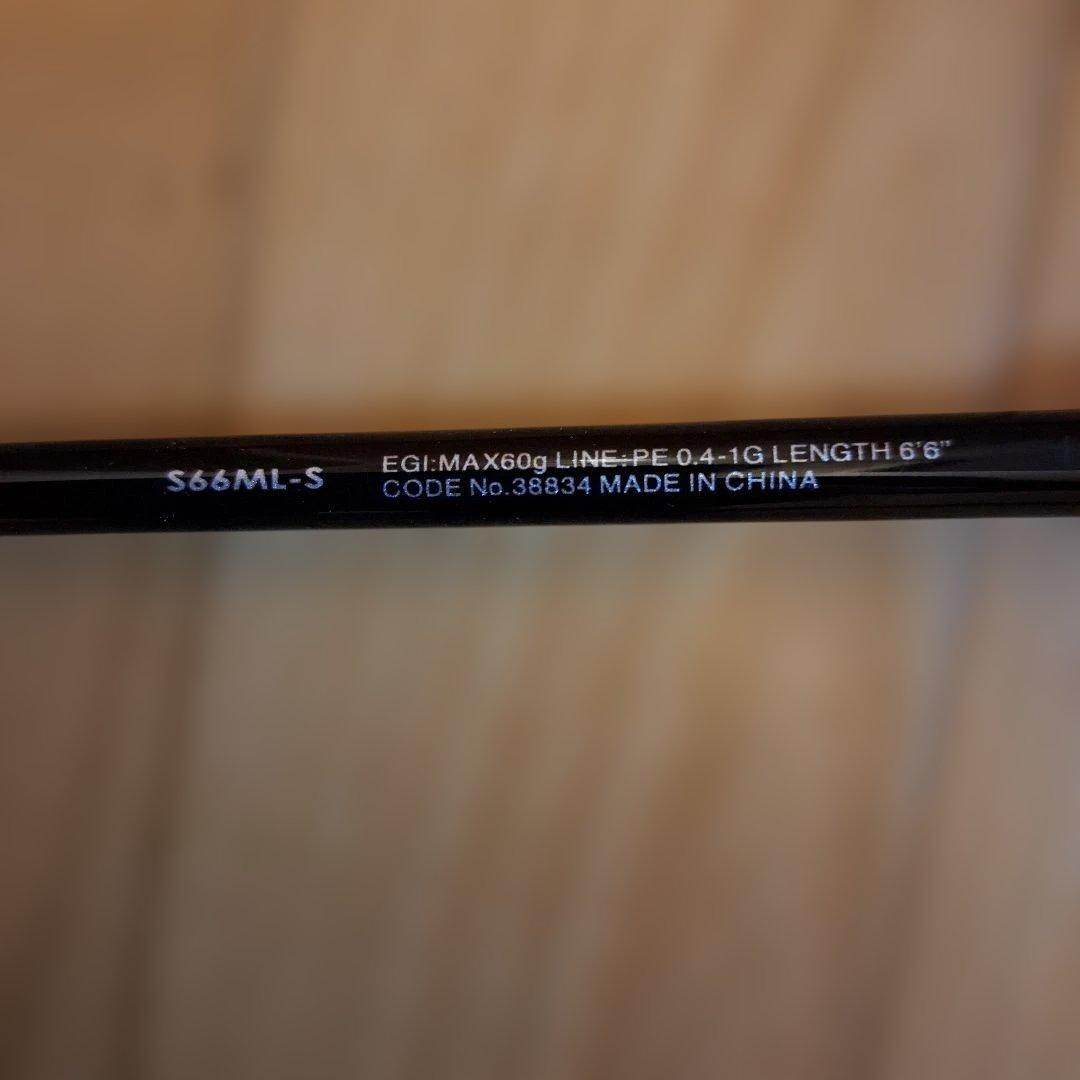 S66ML-S
EGI:MAX60g LINE:PE 0.4-1G LENGTH 6'6"
CODE No.38834 MADE IN CHINA